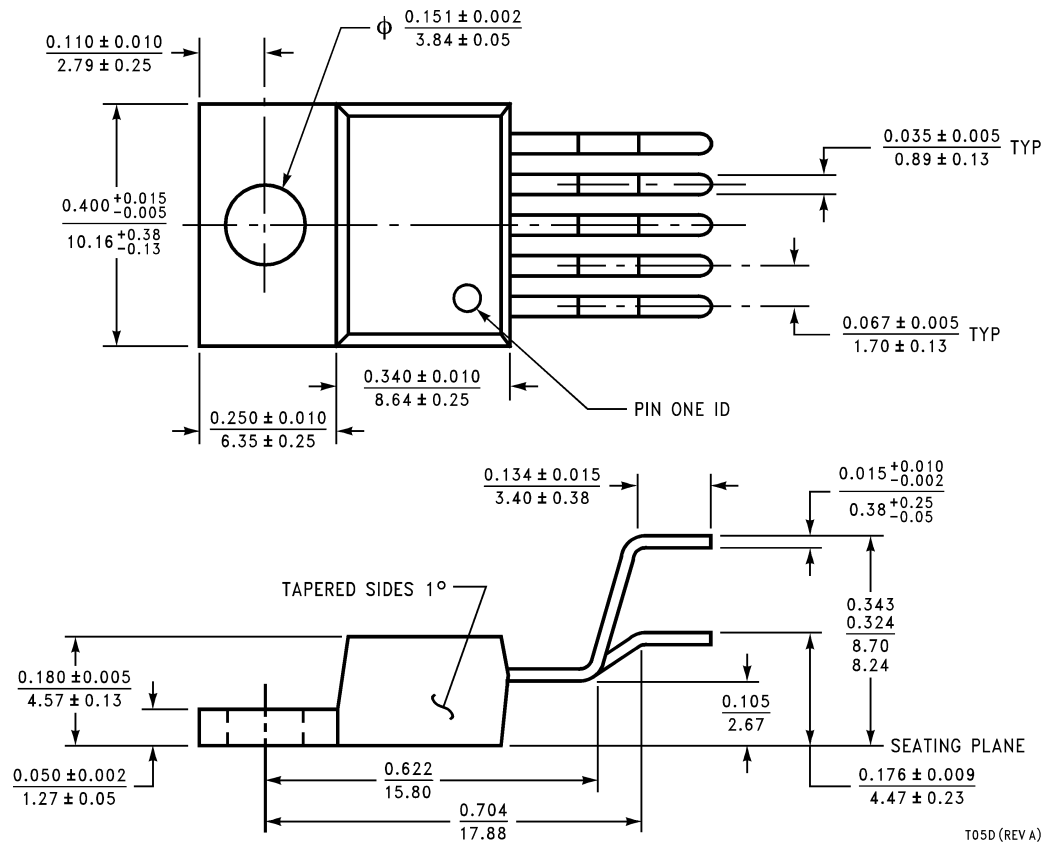 ϕ 0.151 ± 0.002
3.84 ± 0.05
0.110 ± 0.010
2.79 ± 0.25
0.035 ± 0.005 TYP
0.89 ± 0.13
0.400 +0.015
-0.005
10.16 +0.38
-0.13
0.067 ± 0.005 TYP
1.70 ± 0.13
0.340 ± 0.010
8.64 ± 0.25
PIN ONE ID
0.250 ± 0.010
6.35 ± 0.25
0.134 ± 0.015
3.40 ± 0.38
0.015 +0.010
-0.002
0.38 +0.25
-0.05
TAPERED SIDES 1°
0.343
0.324
8.70
8.24
0.180 ± 0.005
4.57 ± 0.13
0.105
2.67
SEATING PLANE
0.050 ± 0.002
1.27 ± 0.05
0.622
15.80
0.176 ± 0.009
4.47 ± 0.23
0.704
17.88
T05D (REV A)